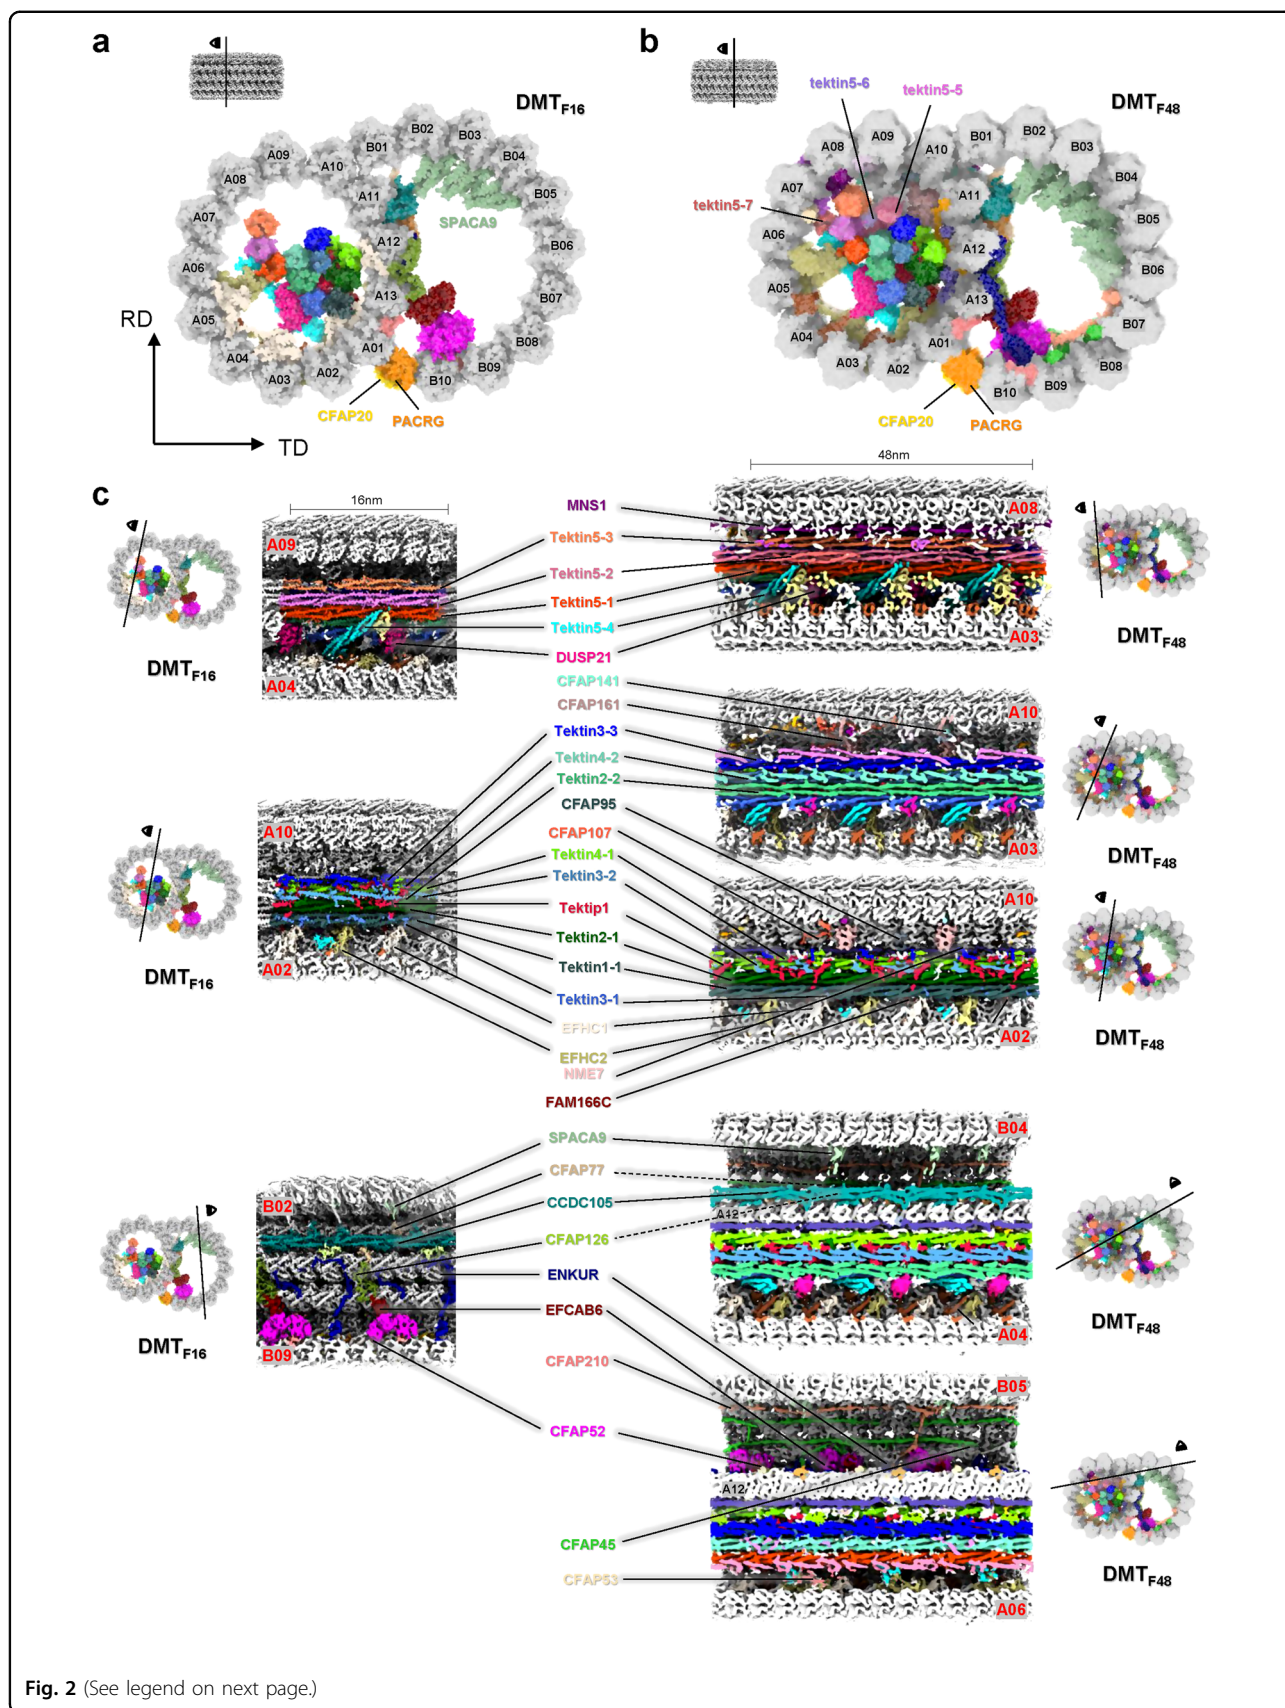 a
DMTF16
B02
B03
B01
B04
A10
A09
A08
B05
A11
SPACA9
A07
A12
B06
A06
A13
B07
A05
A01
B08
A04
A02
A03
B09
B10
RD
TD
CFAP20
PACRG
b
tektin5-6
tektin5-5
DMTF48
B01
B02
A09
A10
B03
A08
B04
A07
A11
tektin5-7
B05
A06
A12
B06
A05
A13
B07
A04
A01
B08
A03
A02
B09
B10
CFAP20
PACRG
c
16nm
48nm
A09
A04
DMTF16
MNS1
Tektin5-3
Tektin5-2
Tektin5-1
Tektin5-4
DUSP21
A08
A03
DMTF48
CFAP141
CFAP161
Tektin3-3
Tektin4-2
Tektin2-2
CFAP95
CFAP107
Tektin4-1
Tektin3-2
Tektip1
Tektin2-1
Tektin1-1
Tektin3-1
EFHC1
EFHC2
NME7
FAM166C
A10
A03
DMTF48
A10
A02
DMTF16
A10
A02
DMTF48
SPACA9
CFAP77
CCDC105
CFAP126
ENKUR
EFCAB6
CFAP210
CFAP52
CFAP45
CFAP53
B02
B09
DMTF16
B04
A12
A04
DMTF48
B05
A12
A06
DMTF48
Fig. 2 (See legend on next page.)